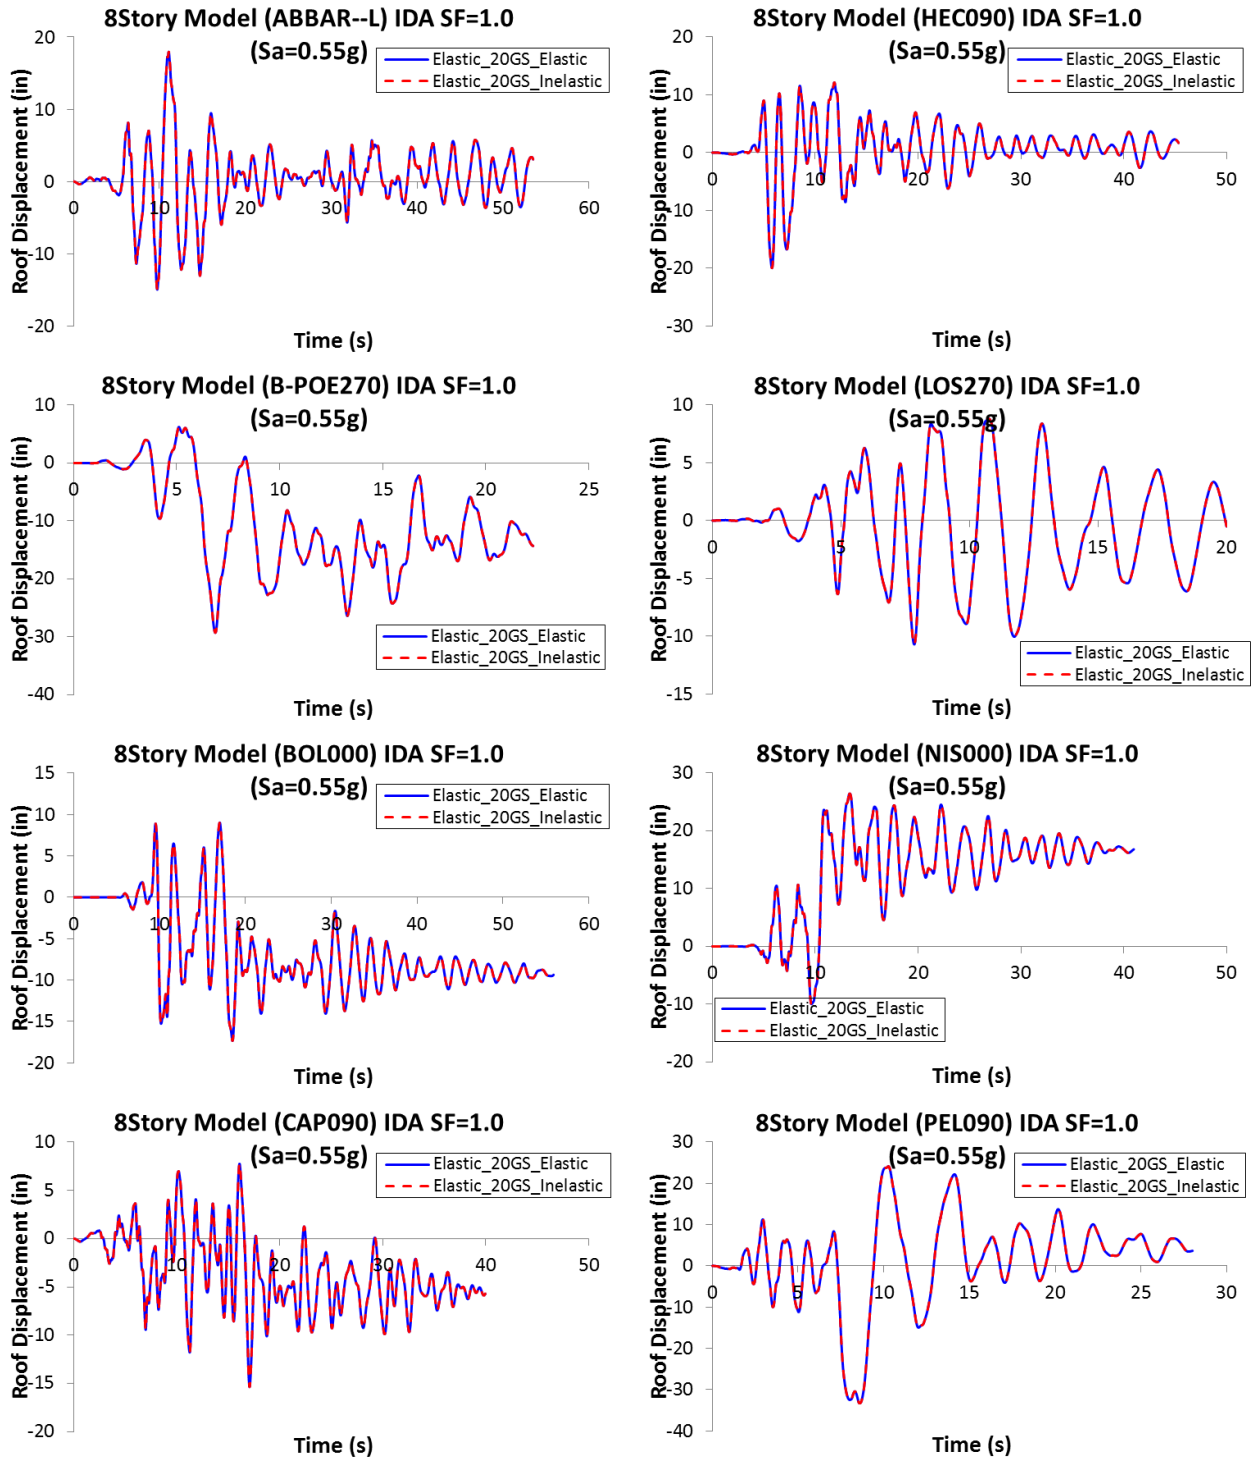 8Story Model (ABBAR--L) IDA SF=1.0
(Sa=0.55g)
Elastic_20GS_Elastic
Elastic_20GS_Inelastic
Roof Displacement (in)
20
10
0
-10
-20
0
10
20
30
40
50
60
Time (s)
8Story Model (HEC090) IDA SF=1.0
(Sa=0.55g)
Elastic_20GS_Elastic
Elastic_20GS_Inelastic
Roof Displacement (in)
20
10
0
-10
-20
-30
0
10
20
30
40
50
Time (s)
8Story Model (B-POE270) IDA SF=1.0
(Sa=0.55g)
Roof Displacement (in)
10
0
-10
-20
-30
-40
0
5
10
15
20
25
Elastic_20GS_Elastic
Elastic_20GS_Inelastic
Time (s)
8Story Model (LOS270) IDA SF=1.0
(Sa=0.55g)
Roof Displacement (in)
10
5
0
-5
-10
-15
0
5
10
15
20
Elastic_20GS_Elastic
Elastic_20GS_Inelastic
Time (s)
8Story Model (BOL000) IDA SF=1.0
(Sa=0.55g)
Elastic_20GS_Elastic
Elastic_20GS_Inelastic
Roof Displacement (in)
15
10
5
0
-5
-10
-15
-20
0
10
20
30
40
50
60
Time (s)
8Story Model (NIS000) IDA SF=1.0
(Sa=0.55g)
Roof Displacement (in)
30
20
10
0
-10
-20
0
10
20
30
40
50
Elastic_20GS_Elastic
Elastic_20GS_Inelastic
Time (s)
8Story Model (CAP090) IDA SF=1.0
(Sa=0.55g)
Elastic_20GS_Elastic
Elastic_20GS_Inelastic
Roof Displacement (in)
10
5
0
-5
-10
-15
-20
0
10
20
30
40
50
Time (s)
8Story Model (PEL090) IDA SF=1.0
(Sa=0.55g)
Elastic_20GS_Elastic
Elastic_20GS_Inelastic
Roof Displacement (in)
30
20
10
0
-10
-20
-30
-40
0
5
10
15
20
25
30
Time (s)